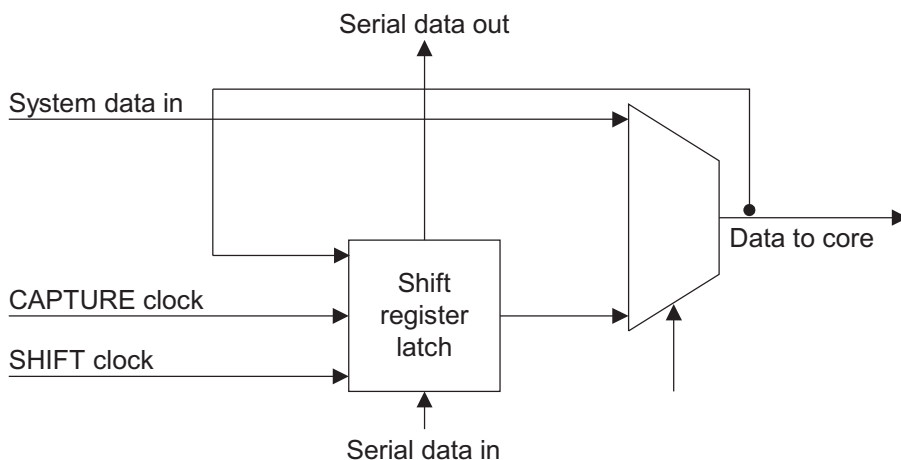 Serial data out
System data in
Data to core
Shift
register
latch
CAPTURE clock
SHIFT clock
Serial data in